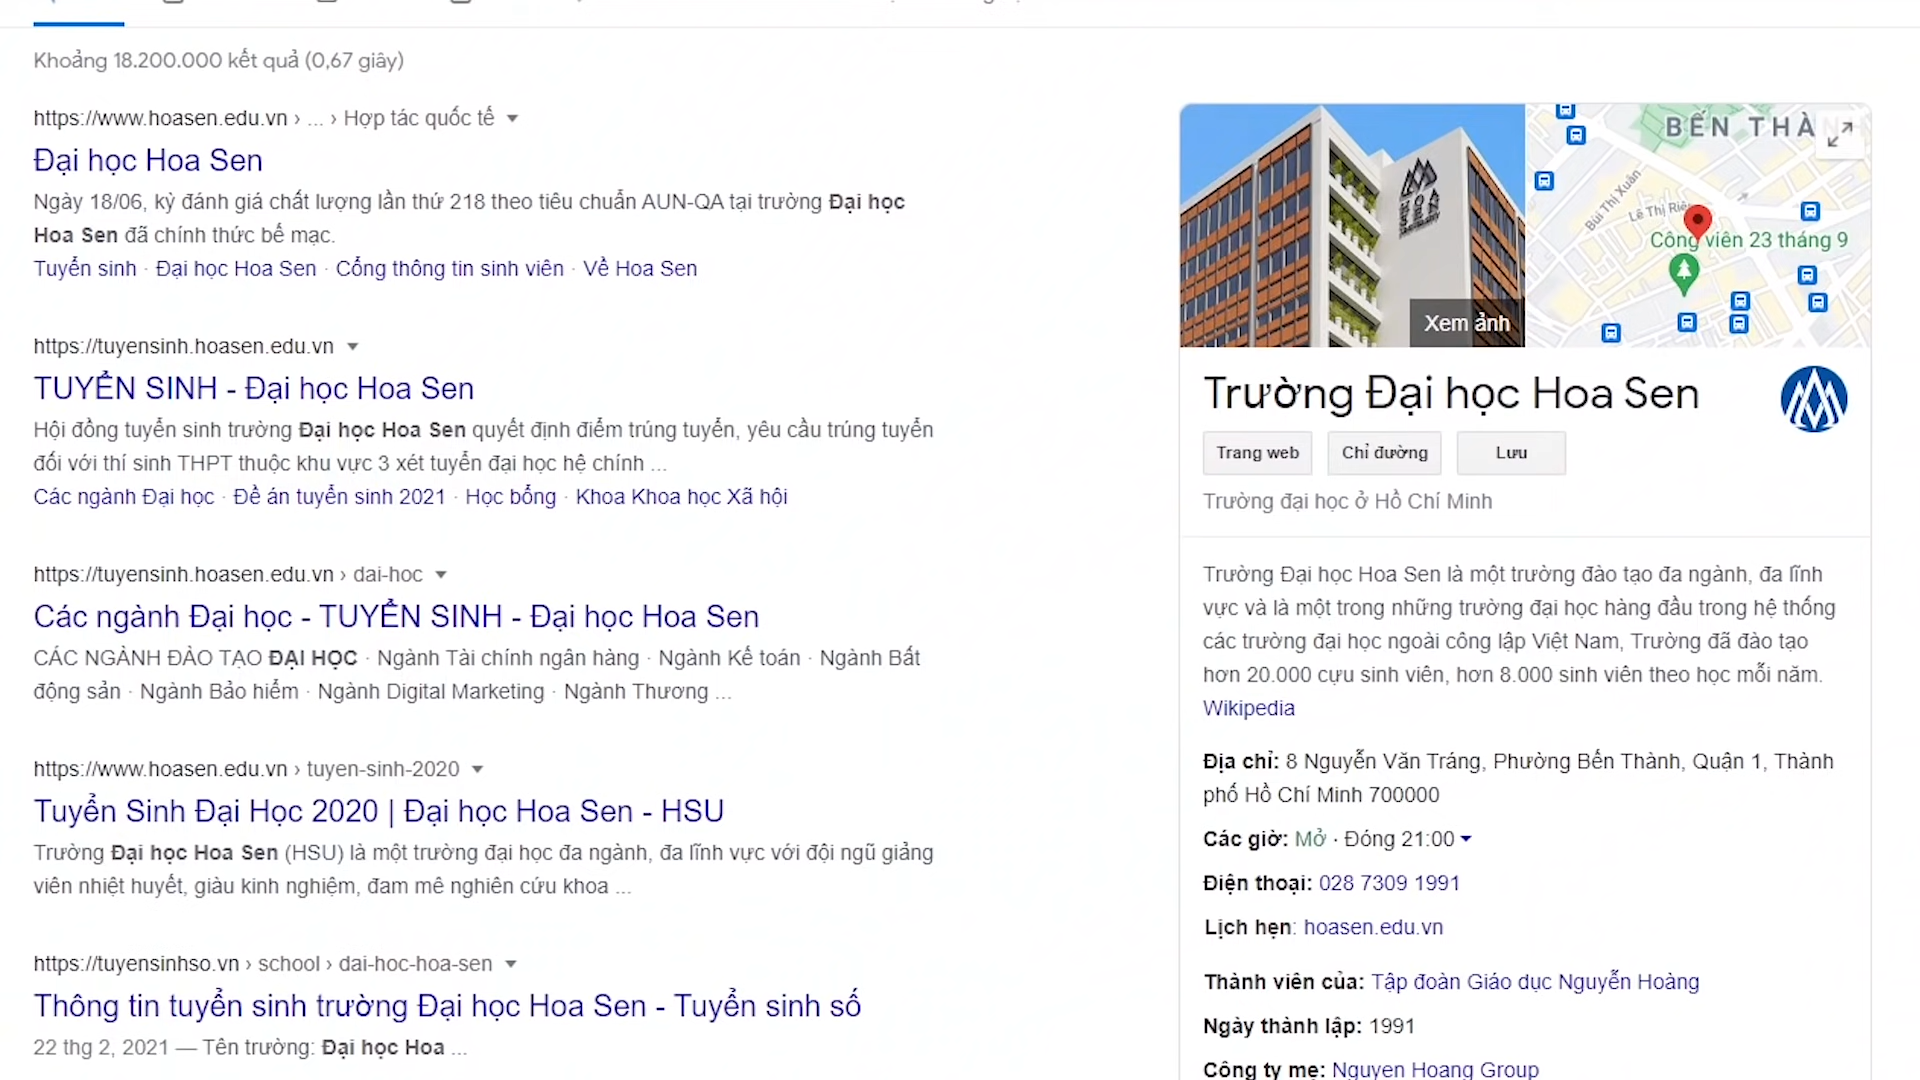 Khoảng 18.200.000 kết quả (0,67 giây)
https://www.hoasen.edu.vn › ... › Hợp tác quốc tế
Đại học Hoa Sen
Ngày 18/06, kỳ đánh giá chất lượng lần thứ 218 theo tiêu chuẩn AUN-QA tại trường Đại học
Hoa Sen đã chính thức bế mạc.
Tuyển sinh · Đại học Hoa Sen · Cổng thông tin sinh viên · Về Hoa Sen
https://tuyensinh.hoasen.edu.vn
TUYỂN SINH - Đại học Hoa Sen
Hội đồng tuyển sinh trường Đại học Hoa Sen quyết định điểm trúng tuyển, yêu cầu trúng tuyển
đối với thí sinh THPT thuộc khu vực 3 xét tuyển đại học hệ chính ...
Các ngành Đại học · Đề án tuyển sinh 2021 · Học bổng · Khoa Khoa học Xã hội
https://tuyensinh.hoasen.edu.vn › dai-hoc
Các ngành Đại học - TUYỂN SINH - Đại học Hoa Sen
CÁC NGÀNH ĐÀO TẠO ĐẠI HỌC · Ngành Tài chính ngân hàng · Ngành Kế toán · Ngành Bất
động sản · Ngành Bảo hiểm · Ngành Digital Marketing · Ngành Thương ...
https://www.hoasen.edu.vn › tuyen-sinh-2020
Tuyển Sinh Đại Học 2020 | Đại học Hoa Sen - HSU
Trường Đại học Hoa Sen (HSU) là một trường đại học đa ngành, đa lĩnh vực với đội ngũ giảng
viên nhiệt huyết, giàu kinh nghiệm, đam mê nghiên cứu khoa ...
https://tuyensinhso.vn › school › dai-hoc-hoa-sen
Thông tin tuyển sinh trường Đại học Hoa Sen - Tuyển sinh số
22 thg 2, 2021 — Tên trường: Đại học Hoa ...
Xem ảnh
BẾN THÀ
Bùi Thị Xuân
Lê Thị Riêng
Công viên 23 tháng 9
Trường Đại học Hoa Sen
Trang web
Chỉ đường
Lưu
Trường đại học ở Hồ Chí Minh
Trường Đại học Hoa Sen là một trường đào tạo đa ngành, đa lĩnh
vực và là một trong những trường đại học hàng đầu trong hệ thống
các trường đại học ngoài công lập Việt Nam, Trường đã đào tạo
hơn 20.000 cựu sinh viên, hơn 8.000 sinh viên theo học mỗi năm.
Wikipedia
Địa chỉ: 8 Nguyễn Văn Tráng, Phường Bến Thành, Quận 1, Thành
phố Hồ Chí Minh 700000
Các giờ: Mở · Đóng 21:00
Điện thoại: 028 7309 1991
Lịch hẹn: hoasen.edu.vn
Thành viên của: Tập đoàn Giáo dục Nguyễn Hoàng
Ngày thành lập: 1991
Công ty mẹ: Nguyen Hoang Group